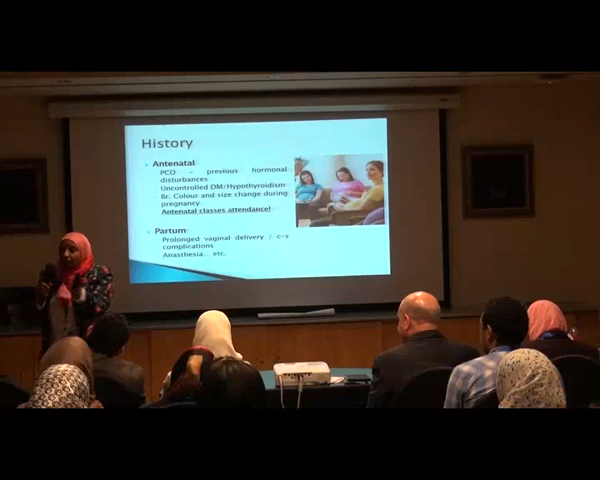 History
Antenatal
PCO - previous hormonal
disturbances
Uncontrolled DM/Hypothyroidism
Br. Colour and size change during
pregnancy.
Antenatal classes attendance!
Partum
Prolonged vaginal delivery / c-s
complications
Anasthesia... etc.